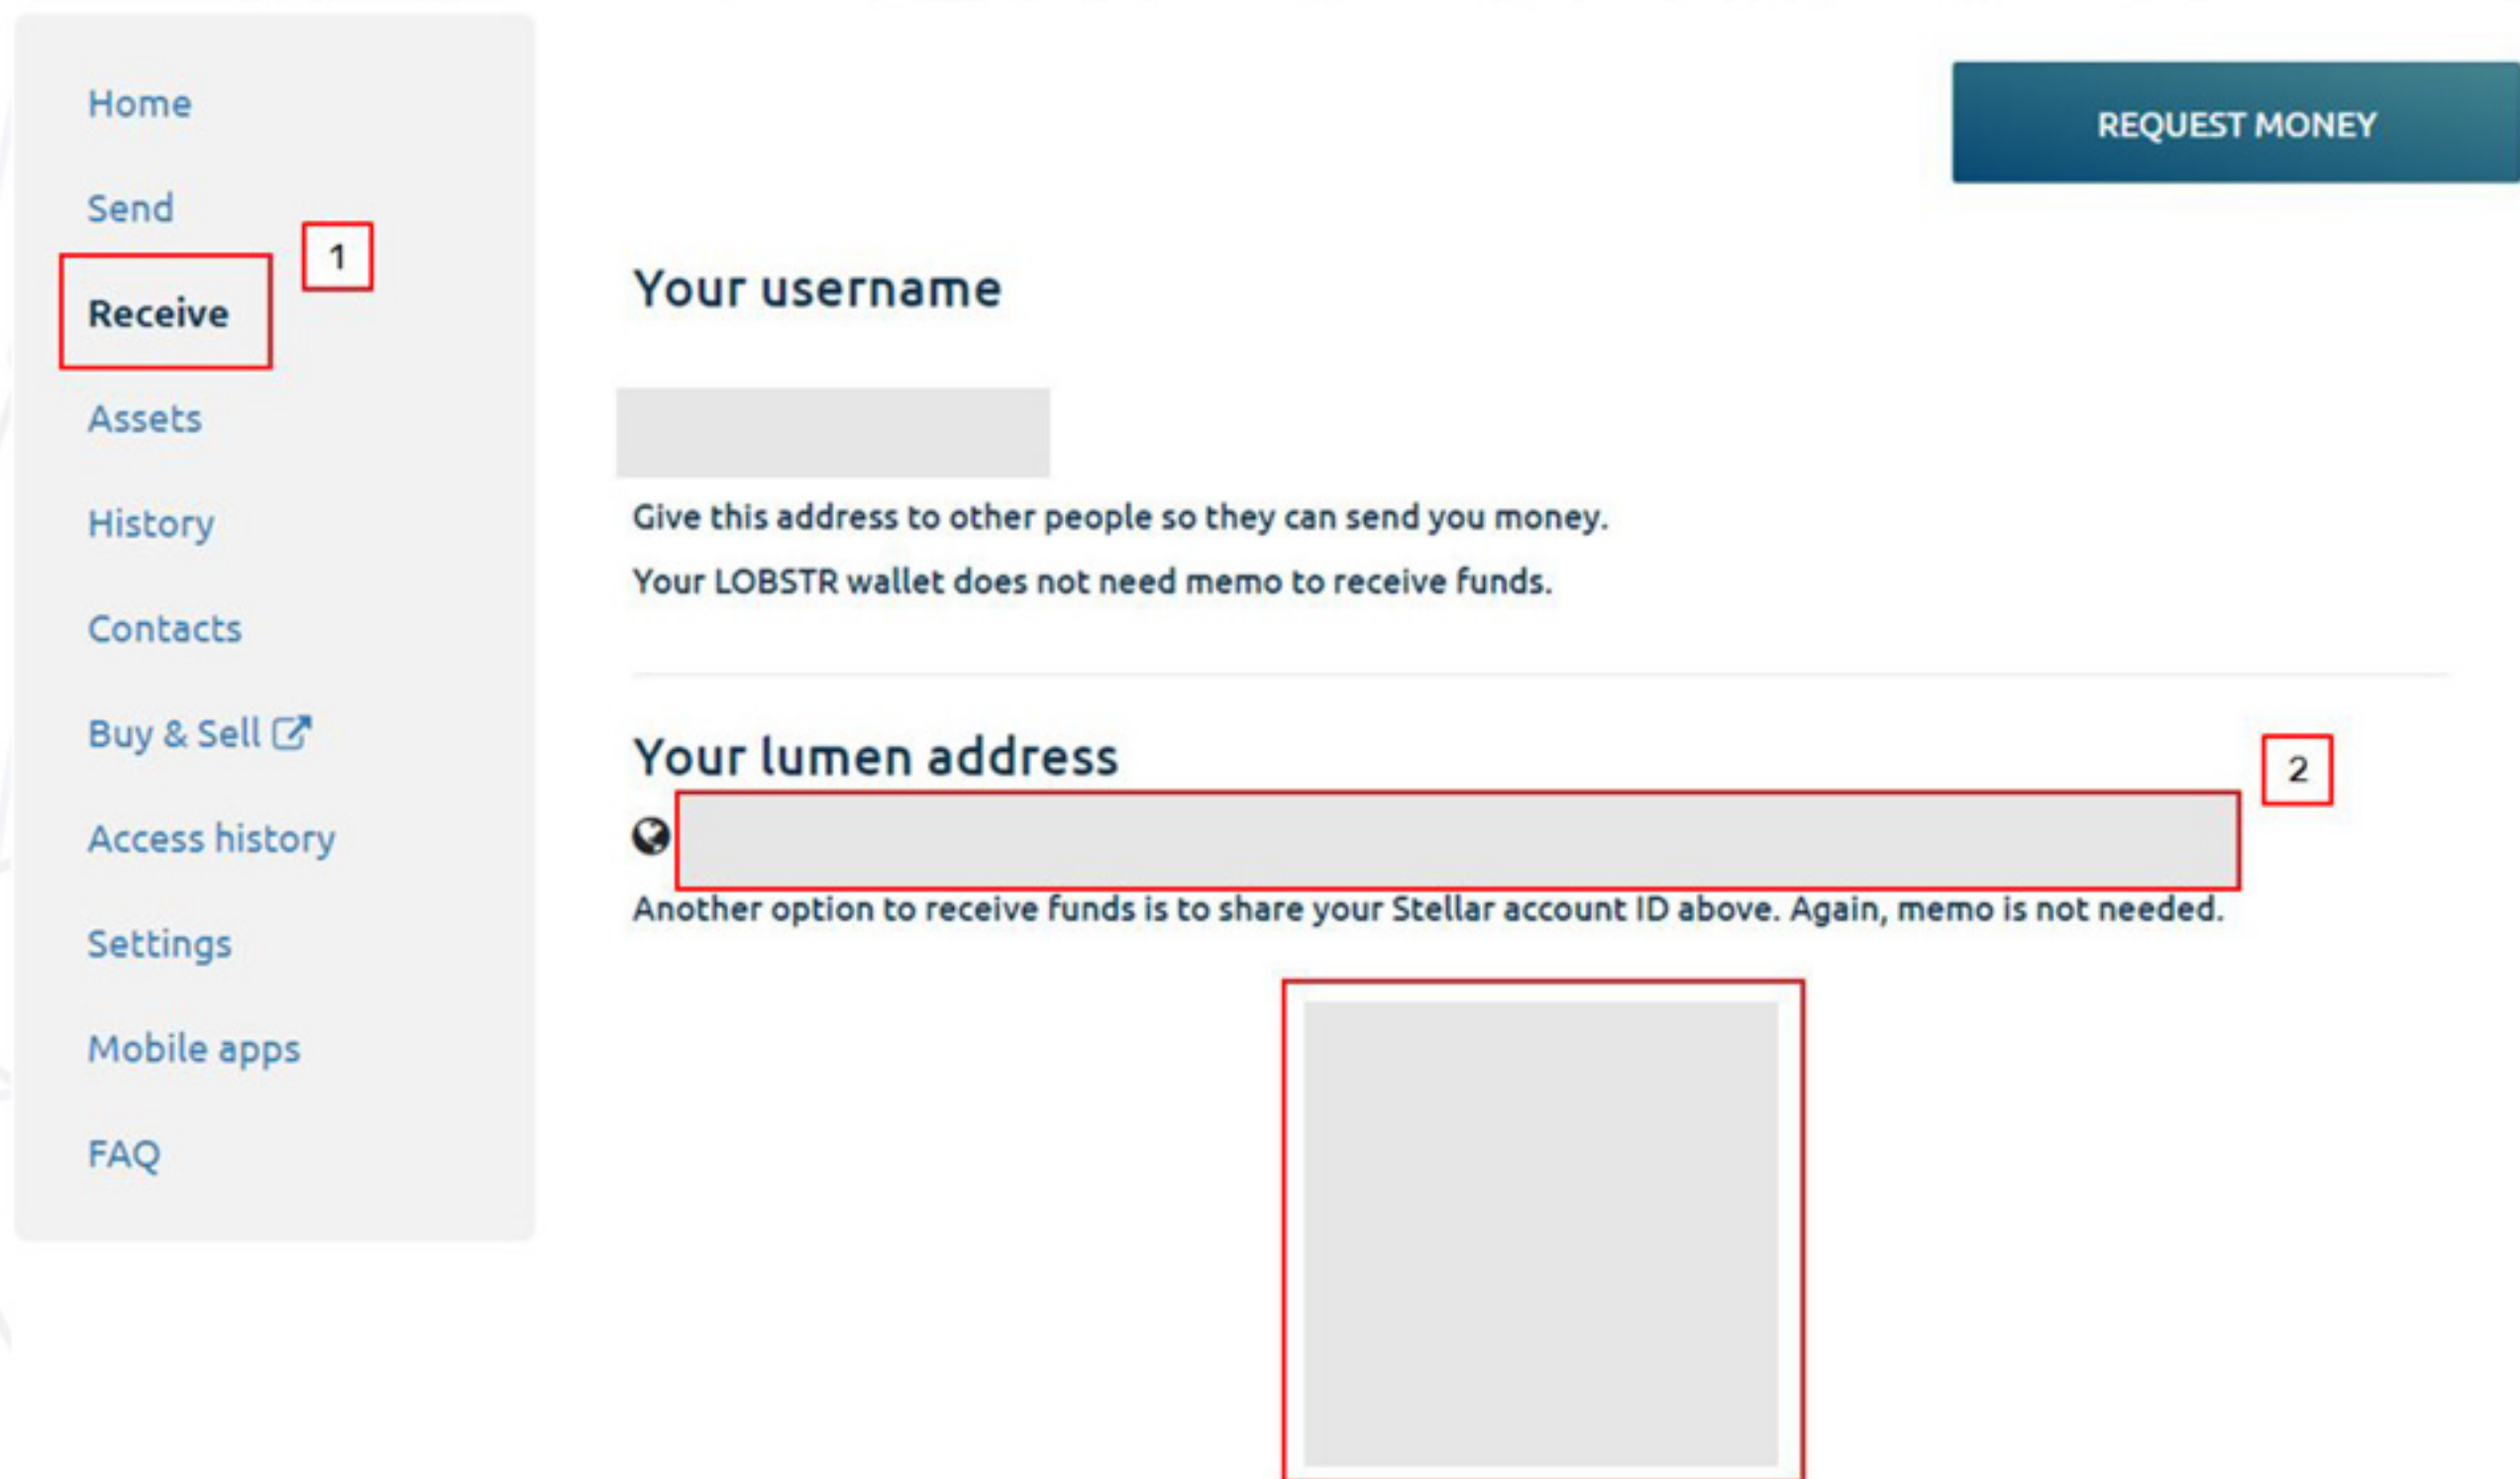 Home
Send
1
Receive
Assets
History
Contacts
Buy & Sell
Access history
Settings
Mobile apps
FAQ
REQUEST MONEY
Your username
Give this address to other people so they can send you money.
Your LOBSTR wallet does not need memo to receive funds.
Your lumen address
2
Another option to receive funds is to share your Stellar account ID above. Again, memo is not needed.